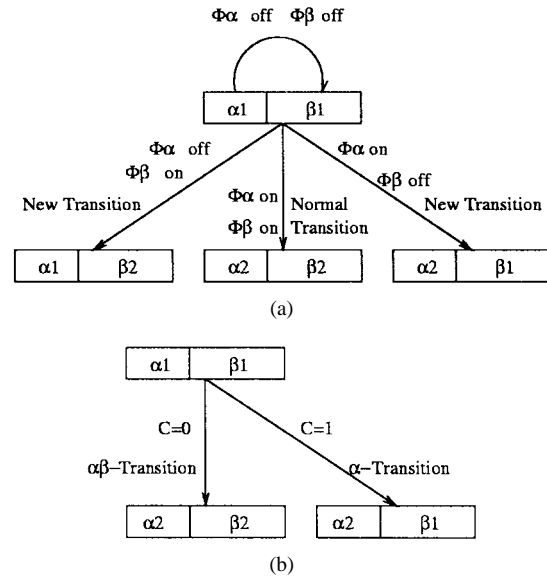 Φα off Φβ off
α1 β1
Φα off
Φβ on
Φα on
Φβ off
New Transition
Φα on
Φβ on
Normal
Transition
New Transition
α1 β2
α2 β2
α2 β1
(a)
α1 β1
C=0
C=1
αβ–Transition
α–Transition
α2 β2
α2 β1
(b)